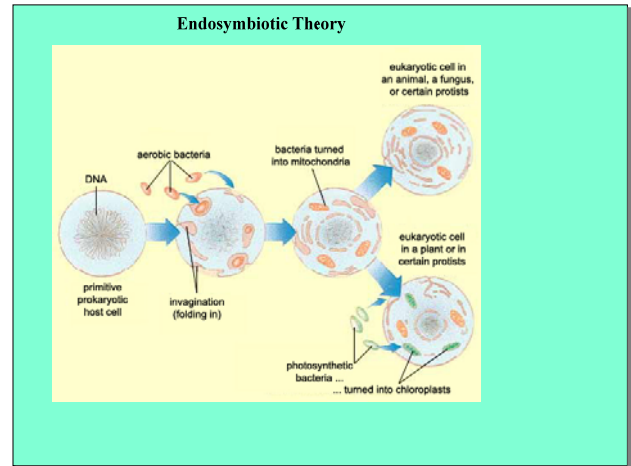 Endosymbiotic Theory
eukaryotic cell in
an animal, a fungus,
or certain protists
aerobic bacteria
bacteria turned
into mitochondria
DNA
eukaryotic cell
in a plant or in
certain protists
primitive
prokaryotic
host cell
invagination
(folding in)
photosynthetic
bacteria ...
... turned into chloroplasts